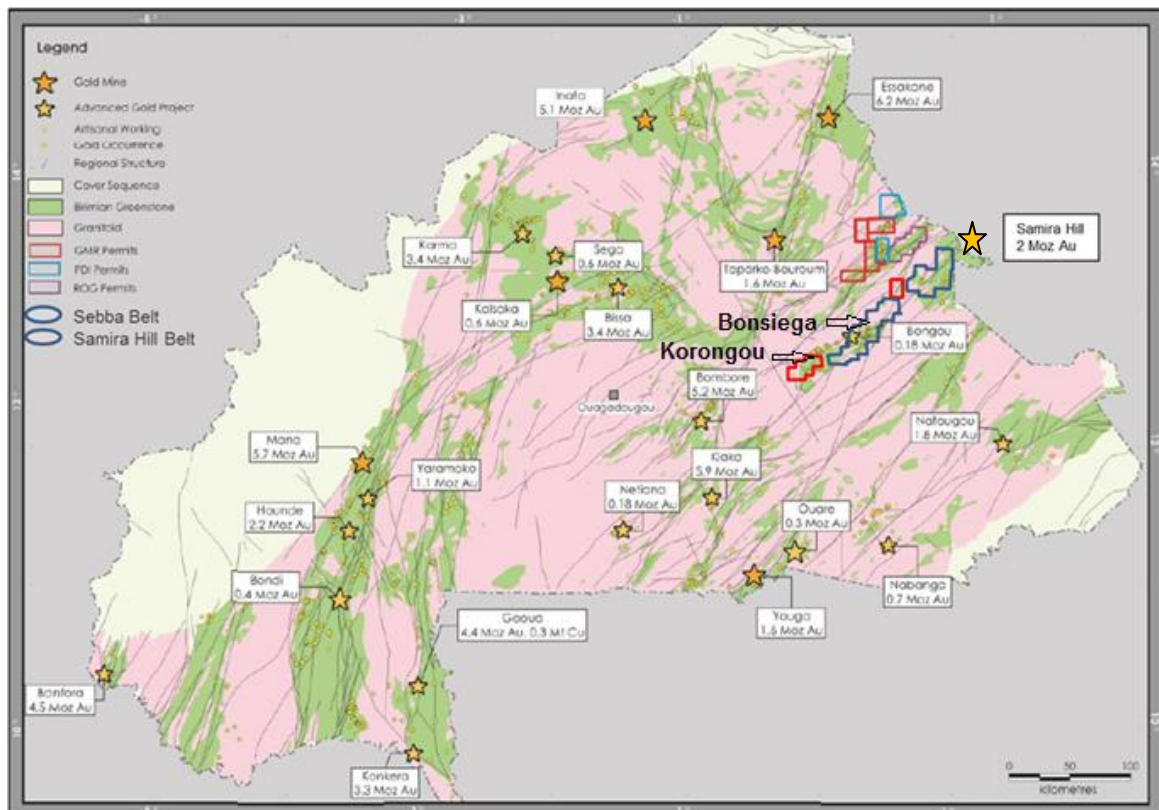 Legend
Gold Mine
Advanced Gold Project
Artisanal Working
Gold Occurrence
Regional Structure
Cover Sequence
Birimian Greenstone
Granitoid
GMR Permits
PDI Permits
ROG Permits
Sebba Belt
Samira Hill Belt
Inata
5.1 Moz Au
Essakane
6.2 Moz Au
Samira Hill
2 Moz Au
Karma
3.4 Moz Au
Sega
0.6 Moz Au
Taparko-Bouroum
1.6 Moz Au
Kalsaka
0.6 Moz Au
Bissa
3.4 Moz Au
Bonsiega
Bongou
0.18 Moz Au
Korongou
Bombore
5.2 Moz Au
Ouagadougou
Natougou
1.8 Moz Au
Mana
5.7 Moz Au
Yaramoko
1.1 Moz Au
Kiaka
5.9 Moz Au
Netiana
0.18 Moz Au
Hounde
2.2 Moz Au
Ouare
0.3 Moz Au
Bondi
0.4 Moz Au
Nabanga
0.7 Moz Au
Gaoua
4.4 Moz Au, 0.3 Mt Cu
Youga
1.6 Moz Au
Banfora
4.5 Moz Au
Konkera
3.3 Moz Au
0 50 100
kilometres